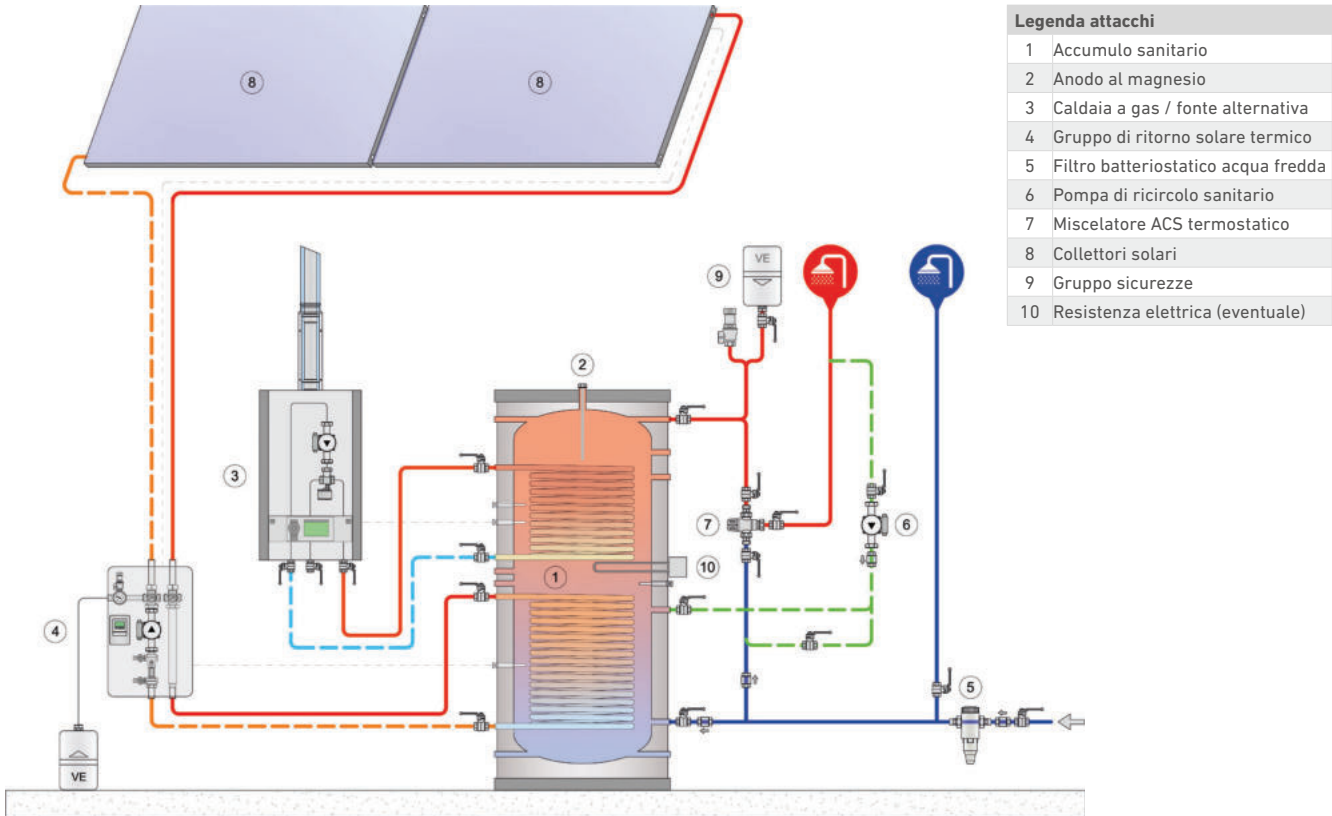 Legenda attacchi
1 Accumulo sanitario
2 Anodo al magnesio
3 Caldaia a gas / fonte alternativa
4 Gruppo di ritorno solare termico
5 Filtro batteriostatico acqua fredda
6 Pompa di ricircolo sanitario
7 Miscelatore ACS termostatico
8 Collettori solari
9 Gruppo sicurezze
10 Resistenza elettrica (eventuale)
8
8
9
VE
2
3
7
6
10
1
4
5
VE